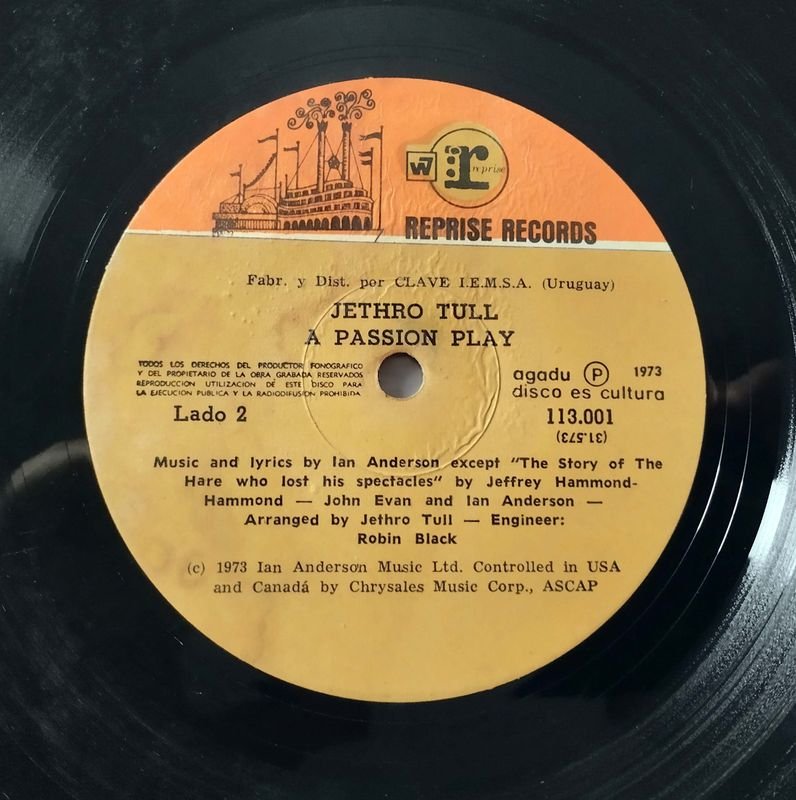 W7 r reprise
REPRISE RECORDS
Fabr. y Dist. por CLAVE I.E.M.S.A. (Uruguay)
JETHRO TULL
A PASSION PLAY
TODOS LOS DERECHOS DEL PRODUCTOR FONOGRAFICO
Y DEL PROPIETARIO DE LA OBRA GRABADA RESERVADOS
REPRODUCCION UTILIZACION DE ESTE DISCO PARA
LA EJECUCION PUBLICA Y LA RADIODIFUSION PROHIBIDA
agadu Ⓟ 1973
disco es cultura
Lado 2
113.001
(31.573)
Music and lyrics by Ian Anderson except "The Story of The
Hare who lost his spectacles" by Jeffrey Hammond-
Hammond — John Evan and Ian Anderson —
Arranged by Jethro Tull — Engineer:
Robin Black
(c) 1973 Ian Anderson Music Ltd. Controlled in USA
and Canadá by Chrysales Music Corp., ASCAP